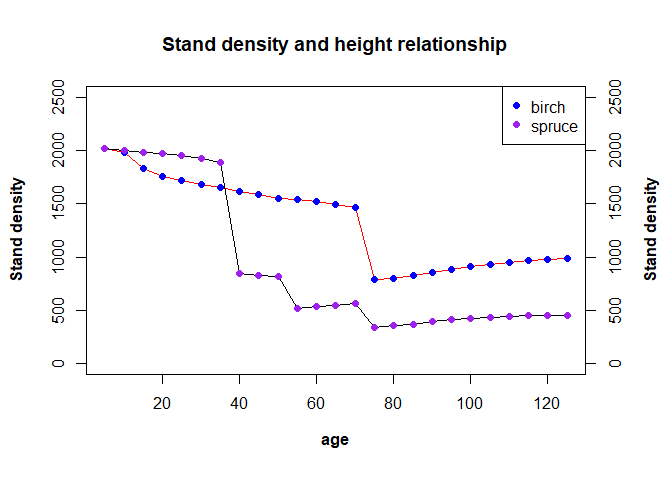 Stand density and height relationship
birch
spruce
Stand density
0 500 1000 1500 2000 2500
0 500 1000 1500 2000 2500
Stand density
20 40 60 80 100 120
age